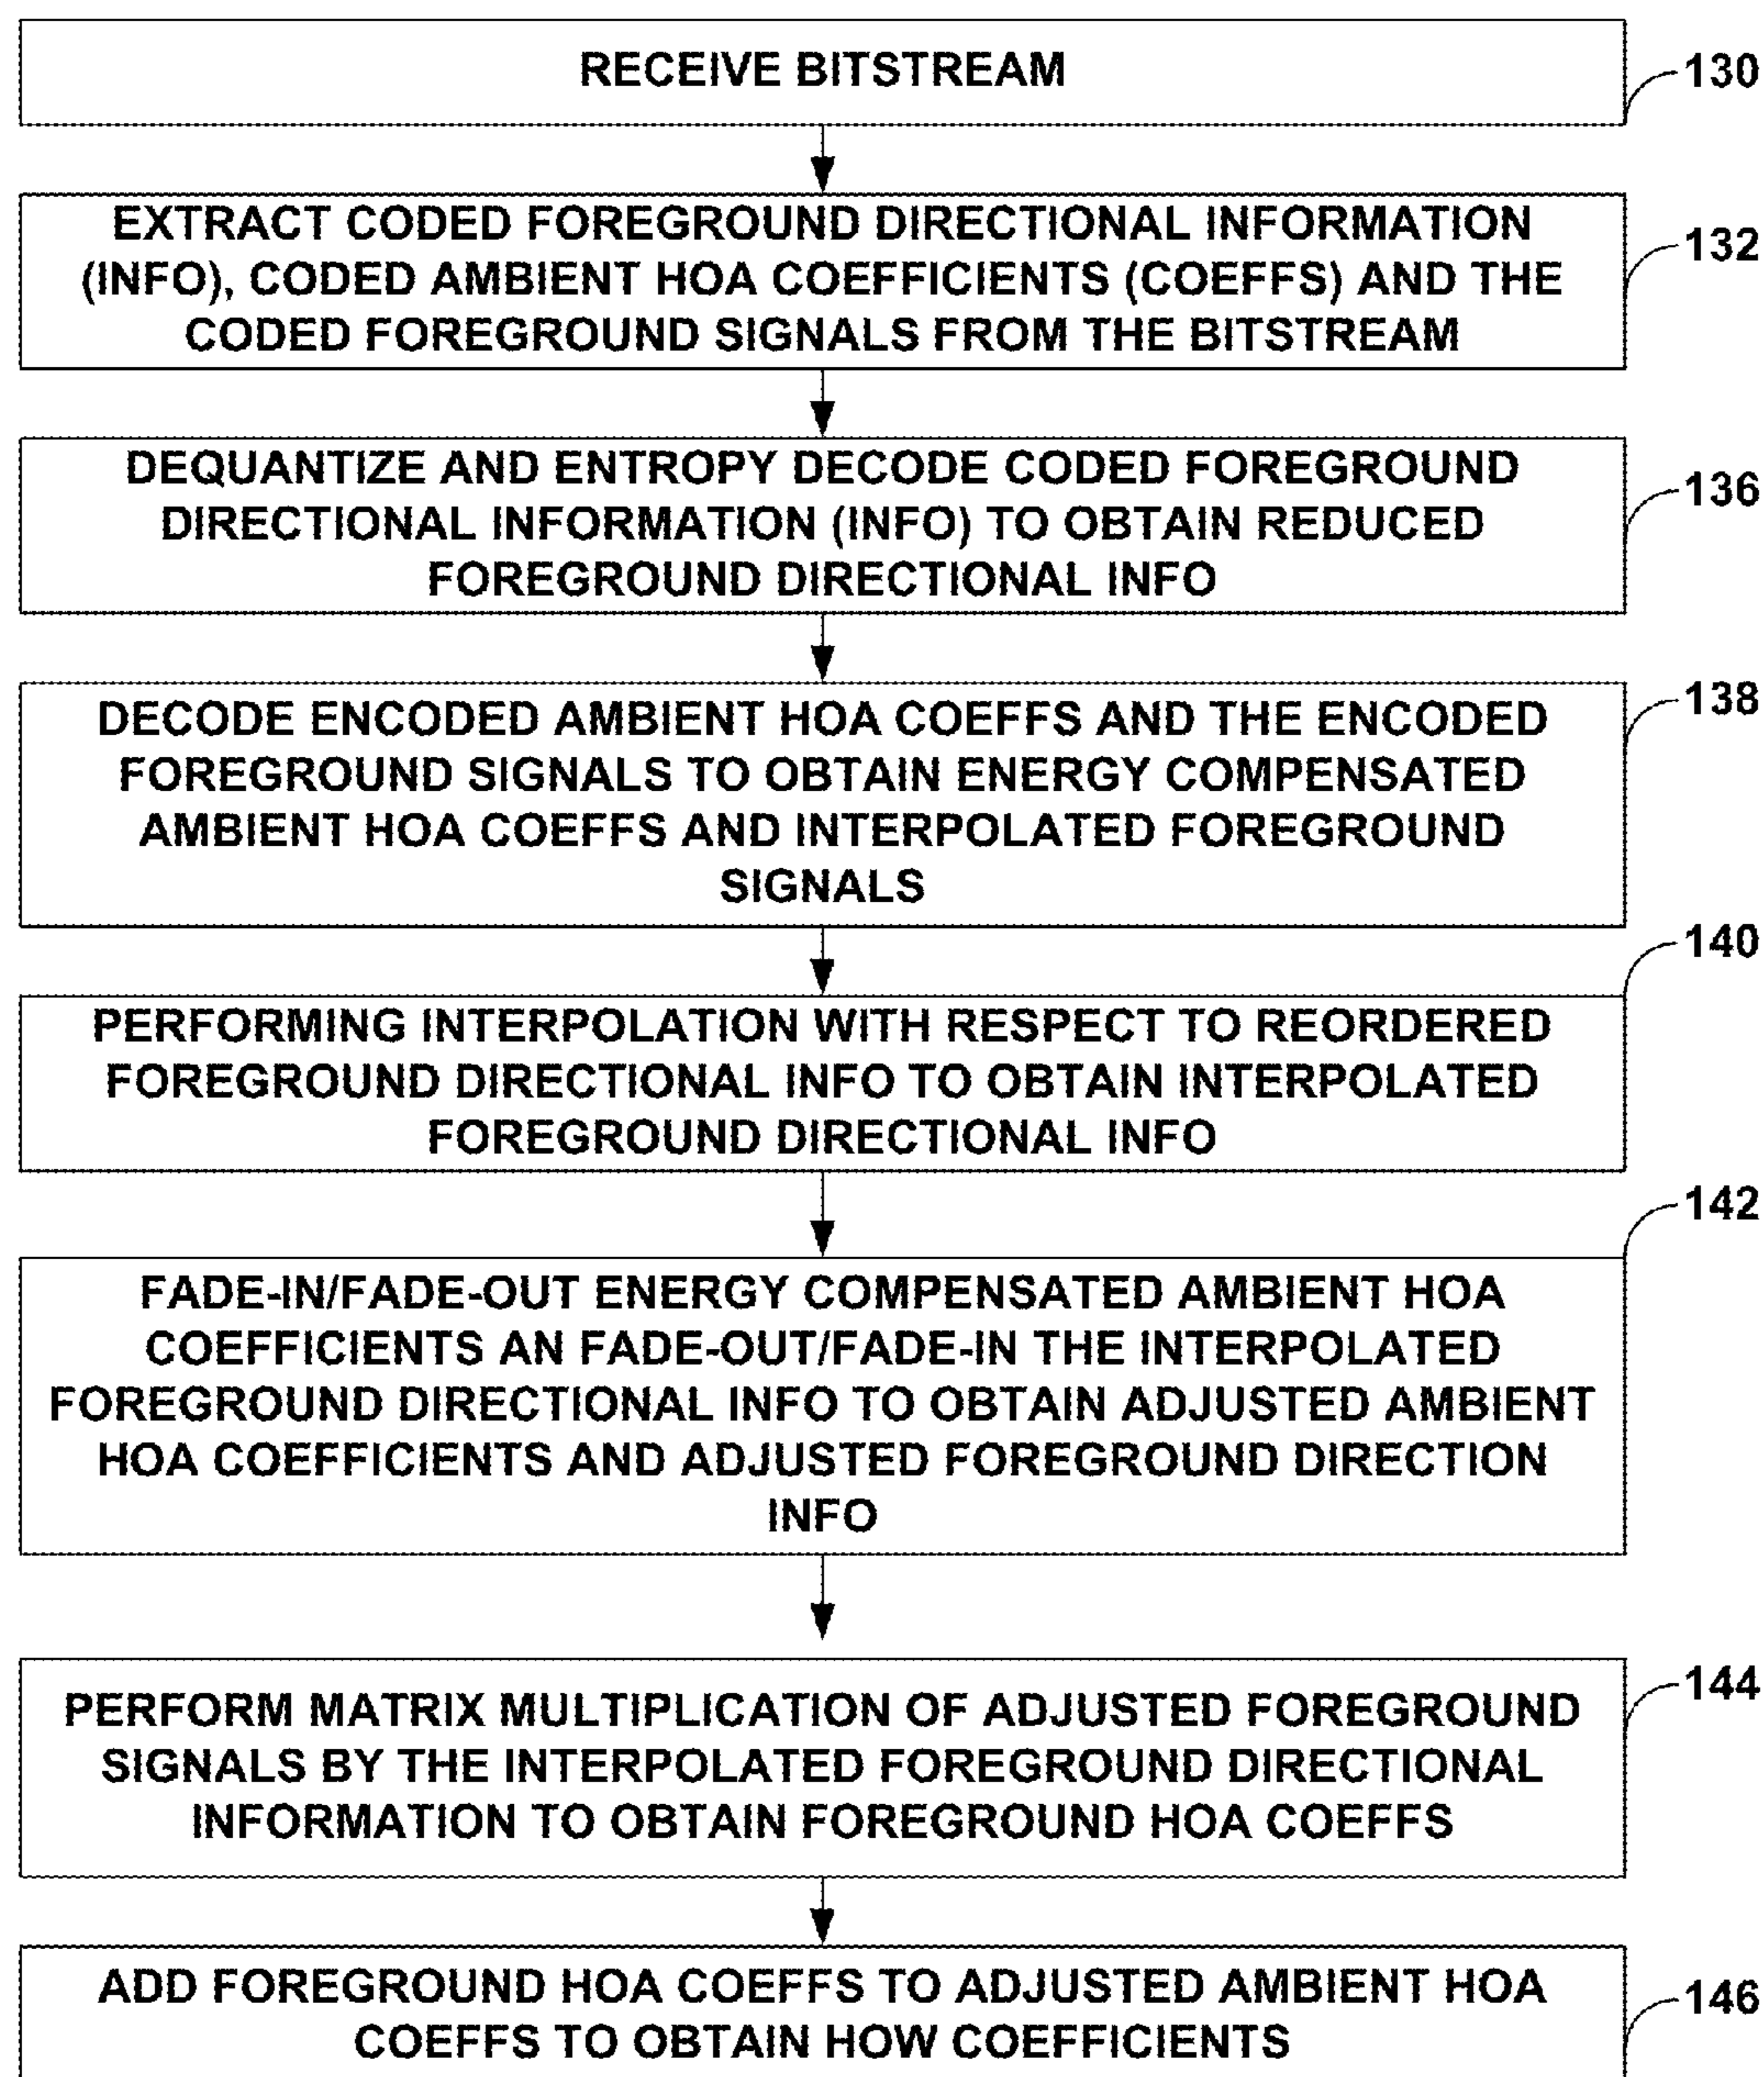 RECEIVE BITSTREAM
130
EXTRACT CODED FOREGROUND DIRECTIONAL INFORMATION
(INFO), CODED AMBIENT HOA COEFFICIENTS (COEFFS) AND THE
CODED FOREGROUND SIGNALS FROM THE BITSTREAM
132
DEQUANTIZE AND ENTROPY DECODE CODED FOREGROUND
DIRECTIONAL INFORMATION (INFO) TO OBTAIN REDUCED
FOREGROUND DIRECTIONAL INFO
136
DECODE ENCODED AMBIENT HOA COEFFS AND THE ENCODED
FOREGROUND SIGNALS TO OBTAIN ENERGY COMPENSATED
AMBIENT HOA COEFFS AND INTERPOLATED FOREGROUND
SIGNALS
138
PERFORMING INTERPOLATION WITH RESPECT TO REORDERED
FOREGROUND DIRECTIONAL INFO TO OBTAIN INTERPOLATED
FOREGROUND DIRECTIONAL INFO
140
FADE-IN/FADE-OUT ENERGY COMPENSATED AMBIENT HOA
COEFFICIENTS AN FADE-OUT/FADE-IN THE INTERPOLATED
FOREGROUND DIRECTIONAL INFO TO OBTAIN ADJUSTED AMBIENT
HOA COEFFICIENTS AND ADJUSTED FOREGROUND DIRECTION
INFO
142
PERFORM MATRIX MULTIPLICATION OF ADJUSTED FOREGROUND
SIGNALS BY THE INTERPOLATED FOREGROUND DIRECTIONAL
INFORMATION TO OBTAIN FOREGROUND HOA COEFFS
144
ADD FOREGROUND HOA COEFFS TO ADJUSTED AMBIENT HOA
COEFFS TO OBTAIN HOW COEFFICIENTS
146